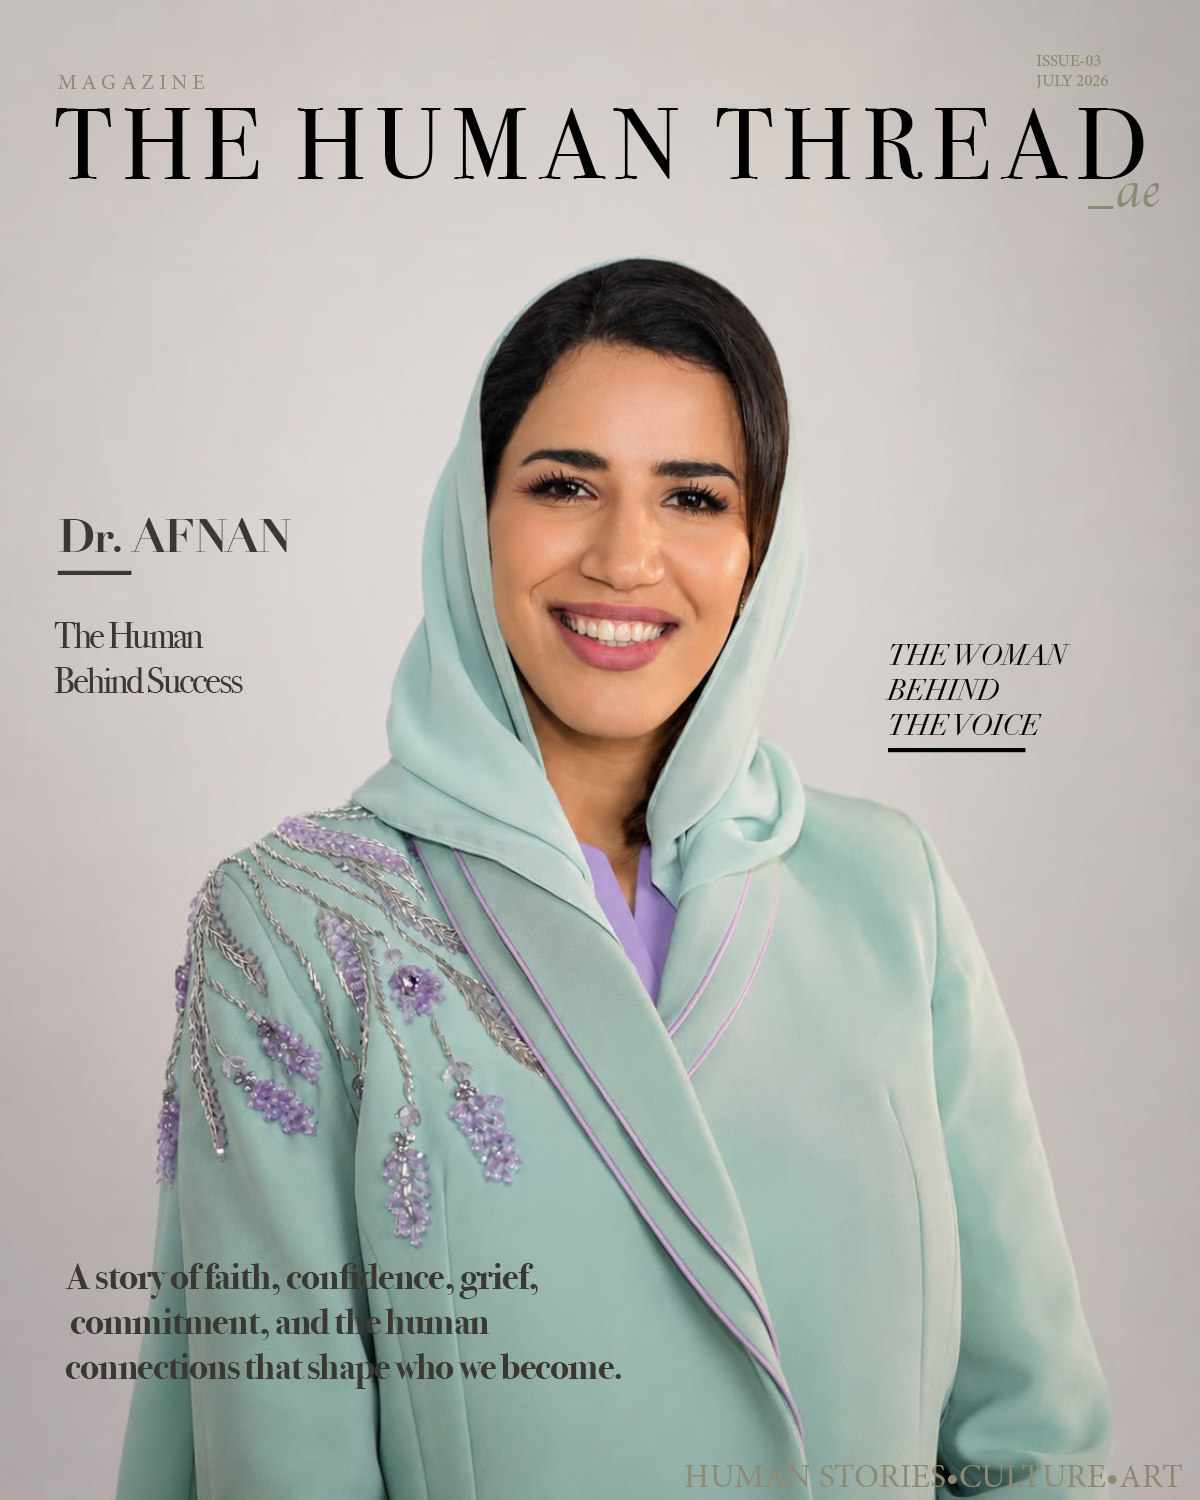 MAGAZINE
ISSUE-03
JULY 2026
THE HUMAN THREAD
_ae
Dr. AFNAN
The Human
Behind Success
THE WOMAN
BEHIND
THE VOICE
A story of faith, confidence, grief,
commitment, and the human
connections that shape who we become.
HUMAN STORIES•CULTURE•ART